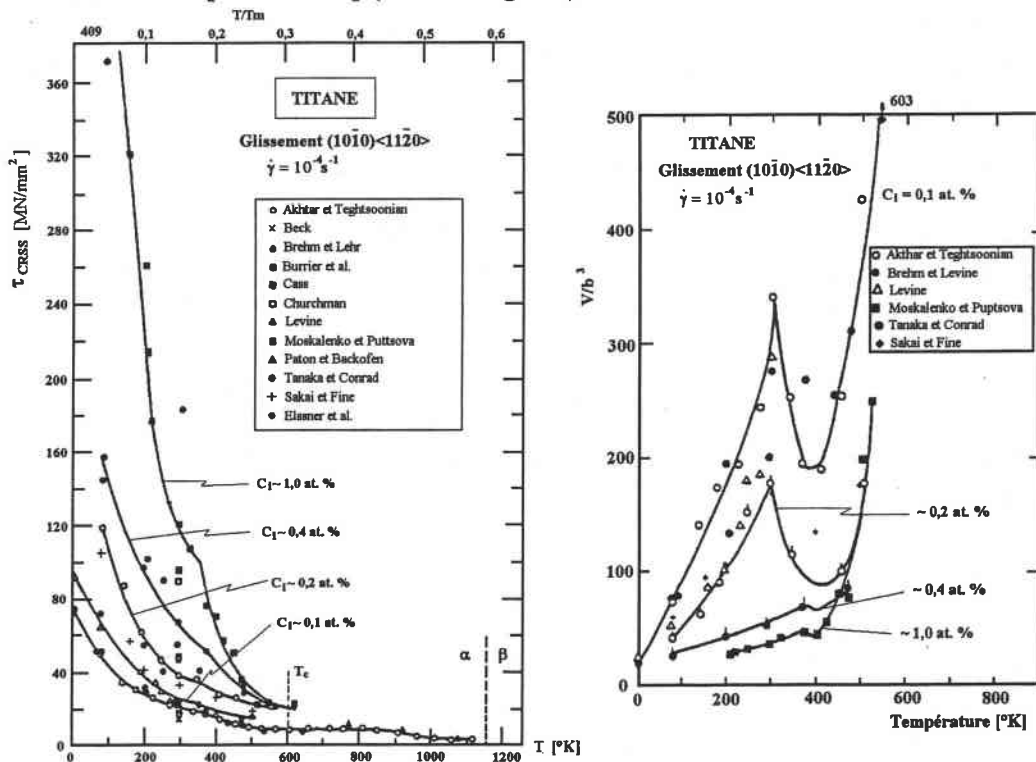 T/Tm
409 0,1 0,2 0,3 0,4 0,5 0,6
τCRSS [MN/mm²]
360
320
280
240
200
160
120
80
40
0
TITANE
Glissement (101̄0)<112̄0>
γ̇ = 10⁻⁴s⁻¹
Akhtar et Teghtsoonian
Beck
Brehm et Lehr
Burrier et al.
Cass
Churchman
Levine
Moskalenko et Puttsova
Paton et Backofen
Tanaka et Conrad
Sakai et Fine
Elssner et al.
C_I ~ 1,0 at. %
C_I ~ 0,4 at. %
C_I ~ 0,2 at. %
C_I ~ 0,1 at. %
T_c
α β
0 200 400 600 800 1000 1200
T [°K]
603
V/b³
500
400
300
200
100
0
TITANE
Glissement (101̄0)<112̄0>
γ̇ = 10⁻⁴s⁻¹
C_I = 0,1 at. %
Akthar et Teghtsoonian
Brehm et Levine
Levine
Moskalenko et Puptsova
Tanaka et Conrad
Sakai et Fine
~ 0,2 at. %
~ 0,4 at. %
~ 1,0 at. %
0 200 400 600 800
Température [°K]